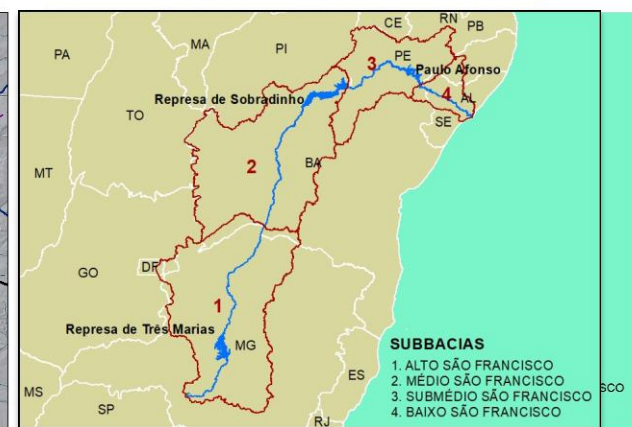 CE
RN
PB
MA
PI
PA
3
PE
Paulo Afonso
Represa de Sobradinho
4
AL
TO
SE
2
BA
MT
DF
GO
1
Represa de Três Marias
MG
SUBBACIAS
1. ALTO SÃO FRANCISCO
2. MÉDIO SÃO FRANCISCO
3. SUBMÉDIO SÃO FRANCISCO
4. BAIXO SÃO FRANCISCO
ES
MS
SP
RJ
SCO